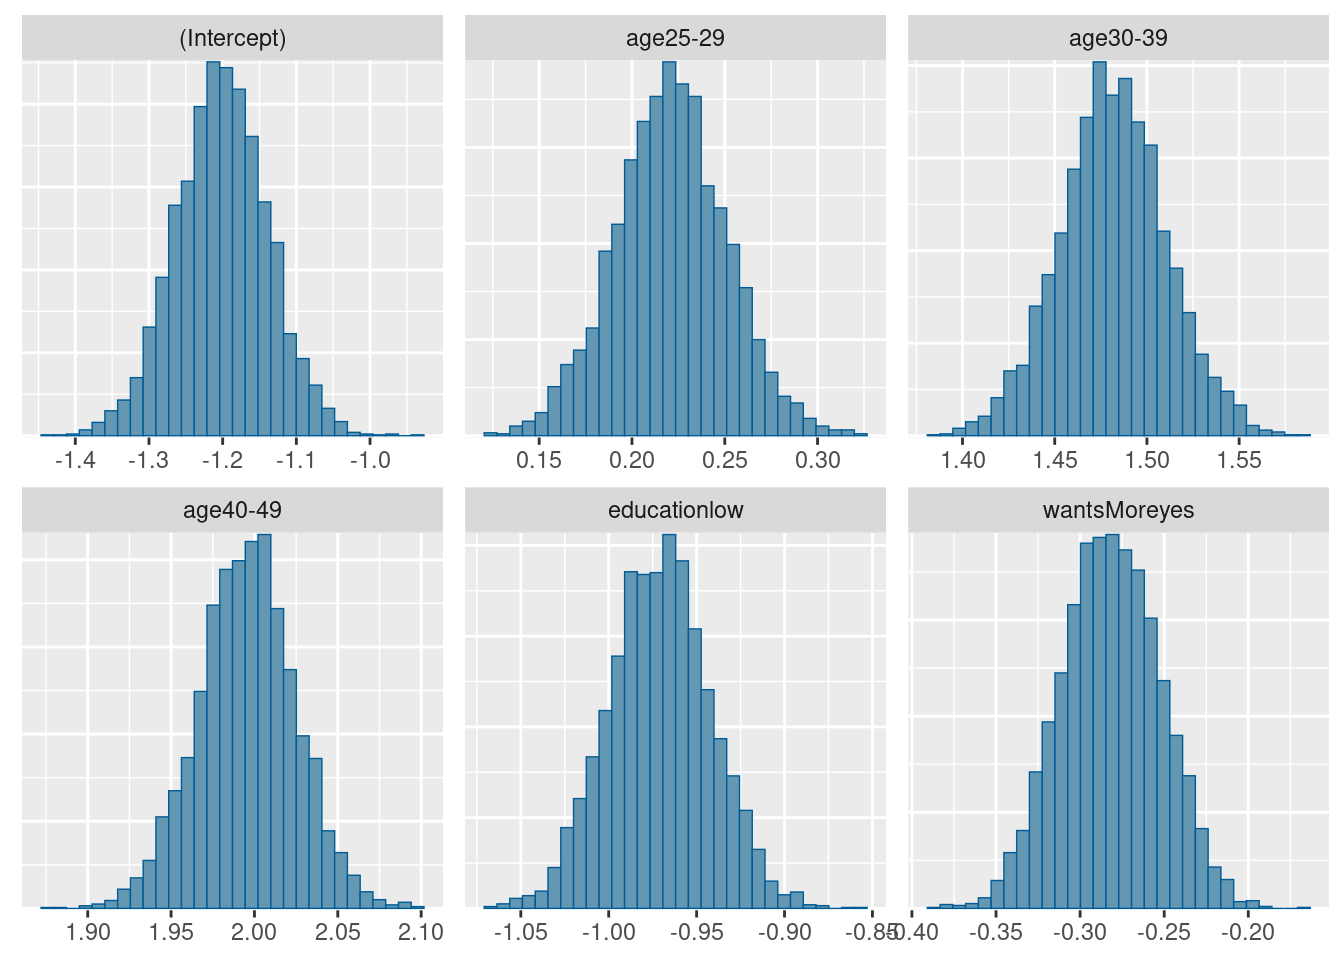 (Intercept)
age25-29
age30-39
-1.4 -1.3 -1.2 -1.1 -1.0
0.15 0.20 0.25 0.30
1.40 1.45 1.50 1.55
age40-49
educationlow
wantsMoreyes
1.90 1.95 2.00 2.05 2.10
-1.05 -1.00 -0.95 -0.90 -0.85
-0.40 -0.35 -0.30 -0.25 -0.20